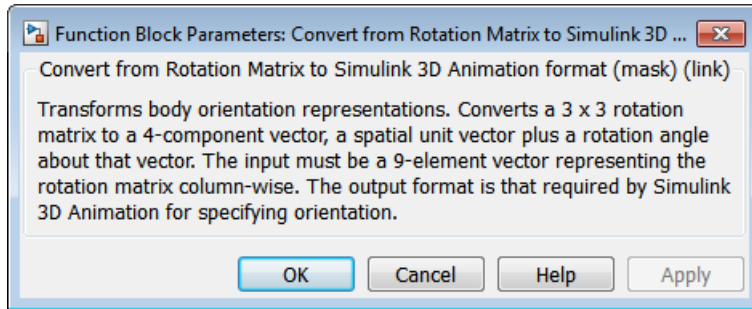 Function Block Parameters: Convert from Rotation Matrix to Simulink 3D ...
Convert from Rotation Matrix to Simulink 3D Animation format (mask) (link)
Transforms body orientation representations. Converts a 3 x 3 rotation
matrix to a 4-component vector, a spatial unit vector plus a rotation angle
about that vector. The input must be a 9-element vector representing the
rotation matrix column-wise. The output format is that required by Simulink
3D Animation for specifying orientation.
OK Cancel Help Apply